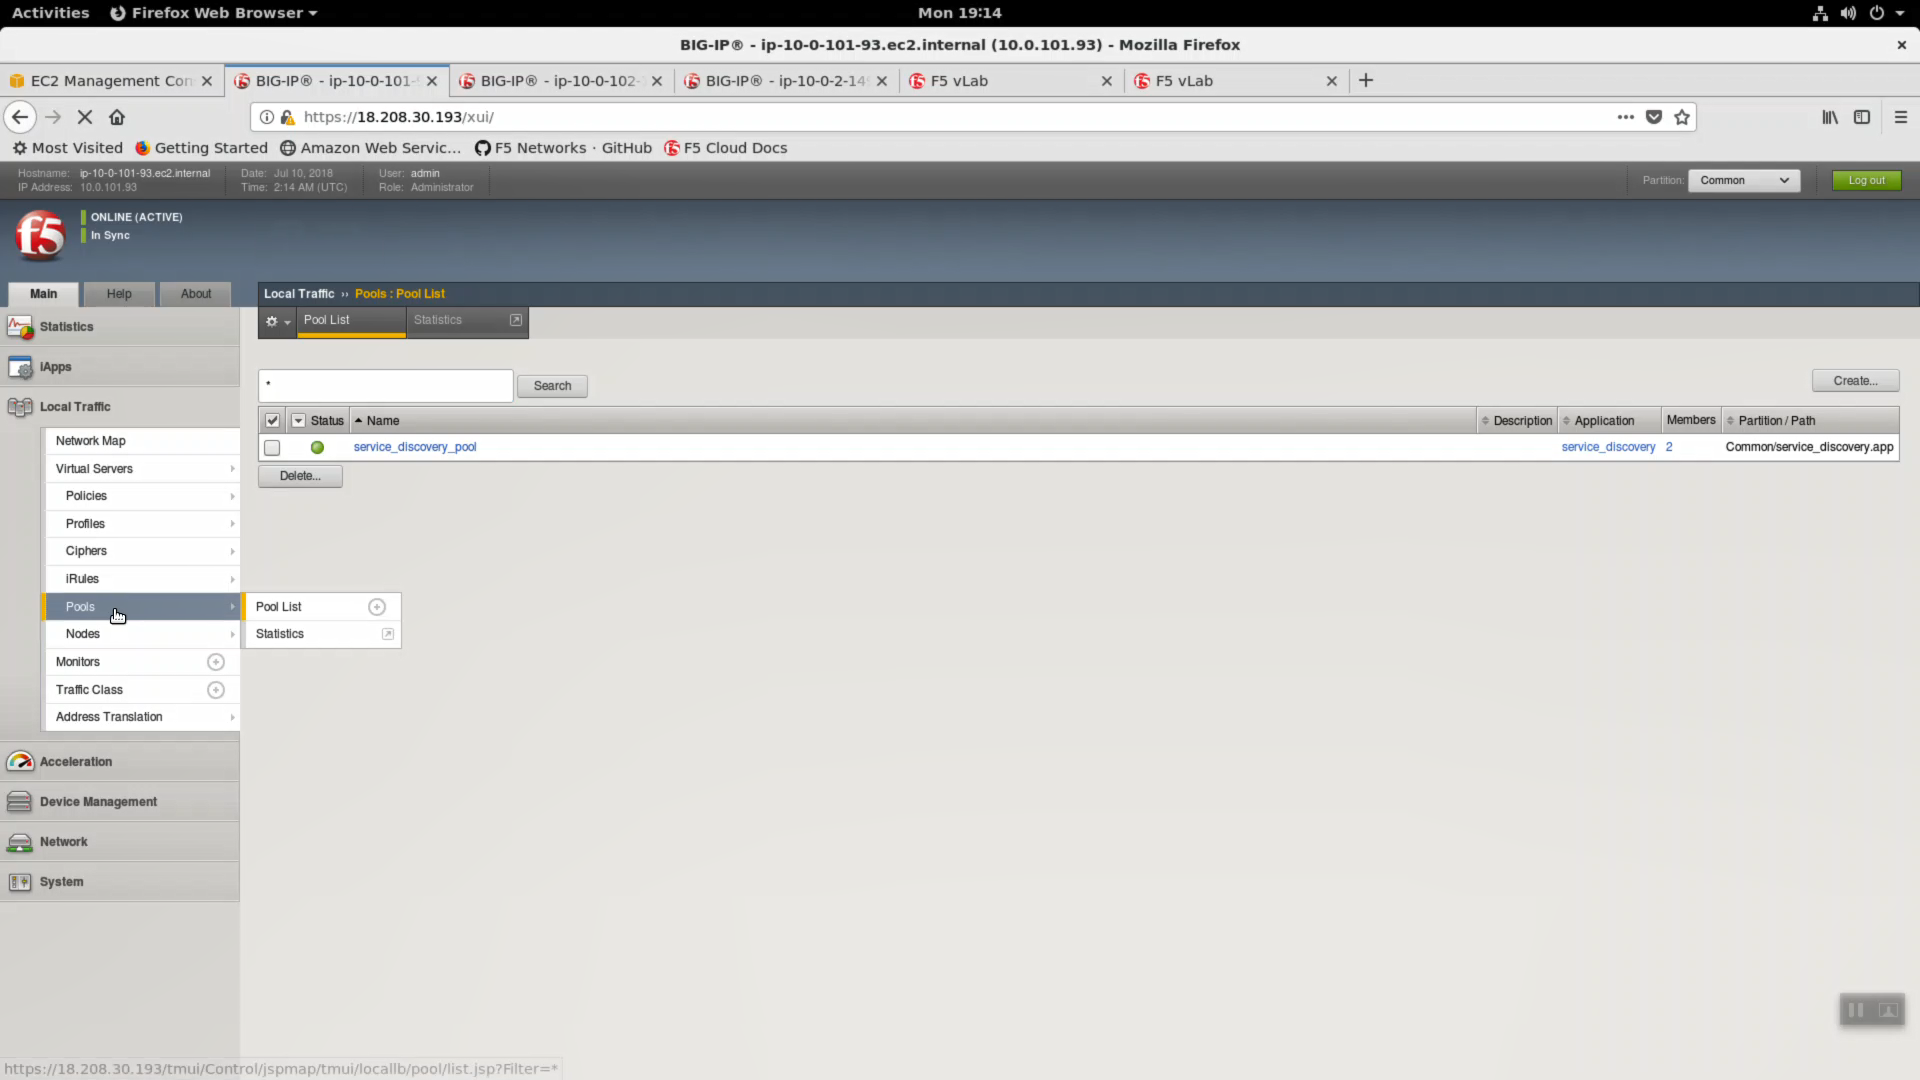 Activities Firefox Web Browser Mon 19:14
BIG-IP® - ip-10-0-101-93.ec2.internal (10.0.101.93) - Mozilla Firefox
EC2 Management Con BIG-IP® - ip-10-0-101- BIG-IP® - ip-10-0-102- BIG-IP® - ip-10-0-2-149 F5 vLab F5 vLab
https://18.208.30.193/xui/
Most Visited Getting Started Amazon Web Servic... F5 Networks · GitHub F5 Cloud Docs
Hostname: ip-10-0-101-93.ec2.internal Date: Jul 10, 2018 User: admin
IP Address: 10.0.101.93 Time: 2:14 AM (UTC) Role: Administrator
Partition: Common Log out
f5
ONLINE (ACTIVE)
In Sync
Main Help About
Local Traffic ›› Pools : Pool List
Pool List Statistics
Statistics
iApps
Local Traffic
Network Map
Virtual Servers
Policies
Profiles
Ciphers
iRules
Pools
Nodes
Monitors
Traffic Class
Address Translation
Acceleration
Device Management
Network
System
Pool List
Statistics
* Search Create...
Status Name Description Application Members Partition / Path
service_discovery_pool service_discovery 2 Common/service_discovery.app
Delete...
https://18.208.30.193/tmui/Control/jspmap/tmui/locallb/pool/list.jsp?Filter=*